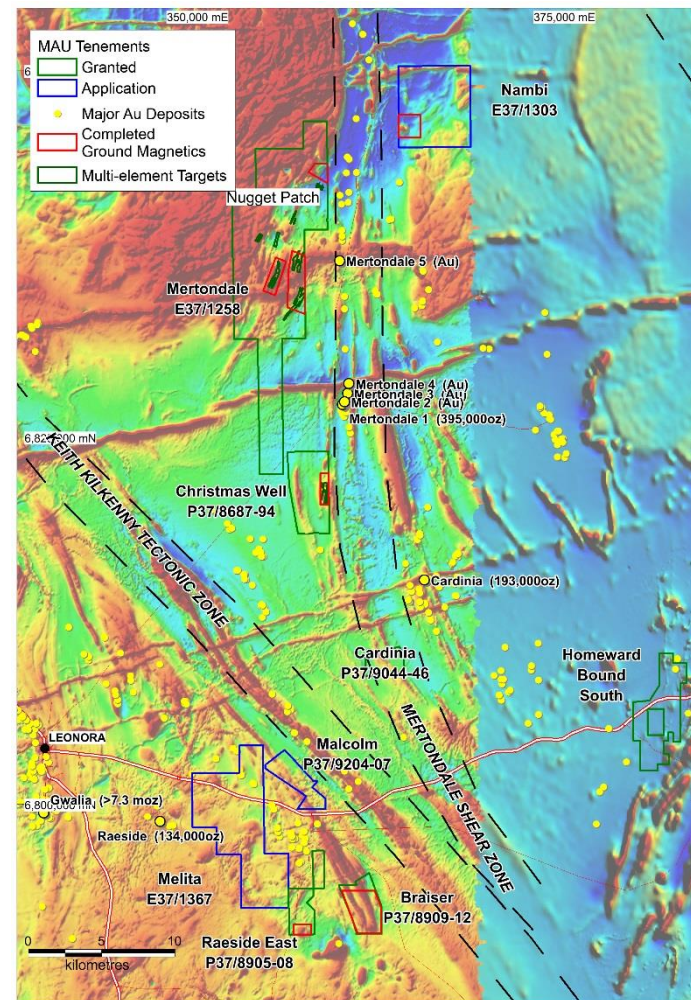 350,000 mE
375,000 mE
MAU Tenements
Granted
Application
Major Au Deposits
Completed
Ground Magnetics
Multi-element Targets
Nambi
E37/1303
Nugget Patch
Mertondale 5 (Au)
Mertondale
E37/1258
Mertondale 4 (Au)
Mertondale 3 (Au)
Mertondale 2 (Au)
Mertondale 1 (395,000oz)
KEITH KILKENNY TECTONIC ZONE
Christmas Well
P37/8687-94
Cardinia (193,000oz)
Cardinia
P37/9044-46
Homeward
Bound
South
MERTONDALE SHEAR ZONE
LEONORA
Malcolm
P37/9204-07
Gwalia (>7.3 moz)
6,800,000 mN
Raeside (134,000oz)
Melita
E37/1367
Braiser
P37/8909-12
Raeside East
P37/8905-08
0 5 10
kilometres